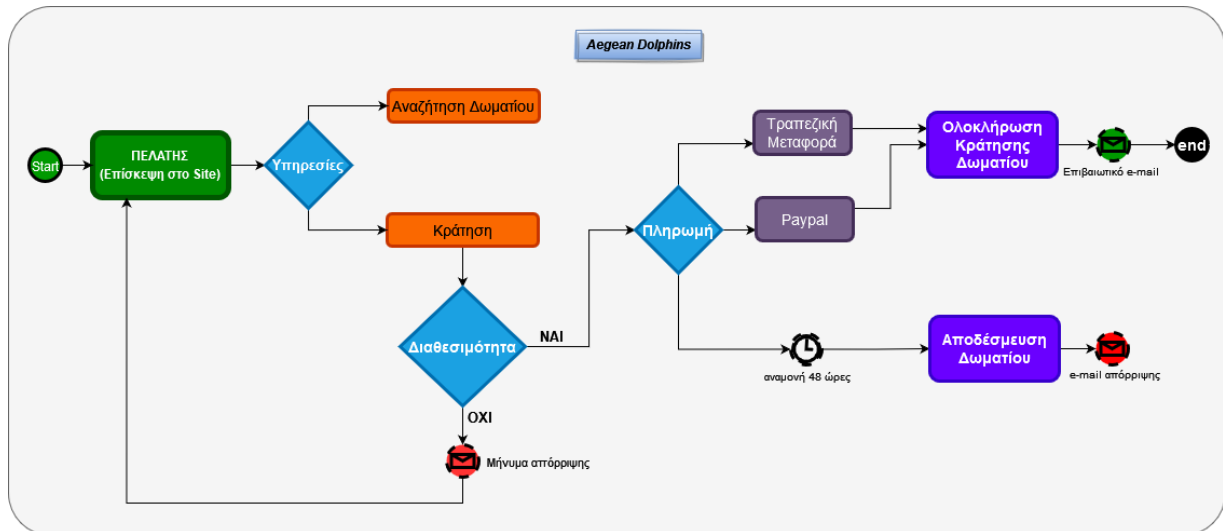 Aegean Dolphins
Start
ΠΕΛΑΤΗΣ
(Επίσκεψη στο Site)
Υπηρεσίες
Αναζήτηση Δωματίου
Κράτηση
Διαθεσιμότητα
ΝΑΙ
ΟΧΙ
Μήνυμα απόρριψης
Πληρωμή
Τραπεζική
Μεταφορά
Paypal
Ολοκλήρωση
Κράτησης
Δωματίου
Επιβαιωτικό e-mail
end
αναμονή 48 ώρες
Αποδέσμευση
Δωματίου
e-mail απόρριψης